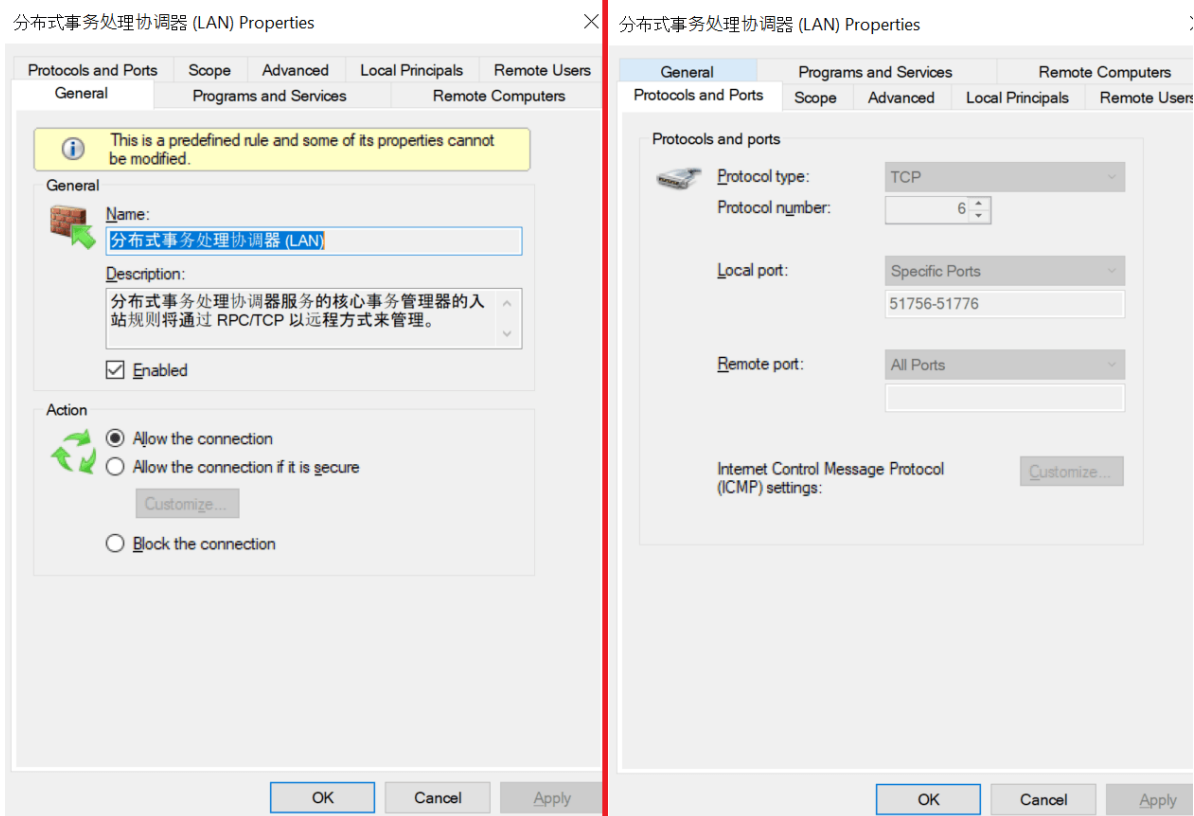 分布式事务处理协调器 (LAN) Properties
Protocols and Ports
Scope
Advanced
Local Principals
Remote Users
General
Programs and Services
Remote Computers
This is a predefined rule and some of its properties cannot
be modified.
General
Name:
分布式事务处理协调器 (LAN)
Description:
分布式事务处理协调器服务的核心事务管理器的入
站规则将通过 RPC/TCP 以远程方式来管理。
Enabled
Action
Allow the connection
Allow the connection if it is secure
Customize...
Block the connection
OK
Cancel
Apply
分布式事务处理协调器 (LAN) Properties
General
Programs and Services
Remote Computers
Protocols and Ports
Scope
Advanced
Local Principals
Remote Users
Protocols and ports
Protocol type:
TCP
Protocol number:
6
Local port:
Specific Ports
51756-51776
Remote port:
All Ports
Internet Control Message Protocol
(ICMP) settings:
Customize...
OK
Cancel
Apply